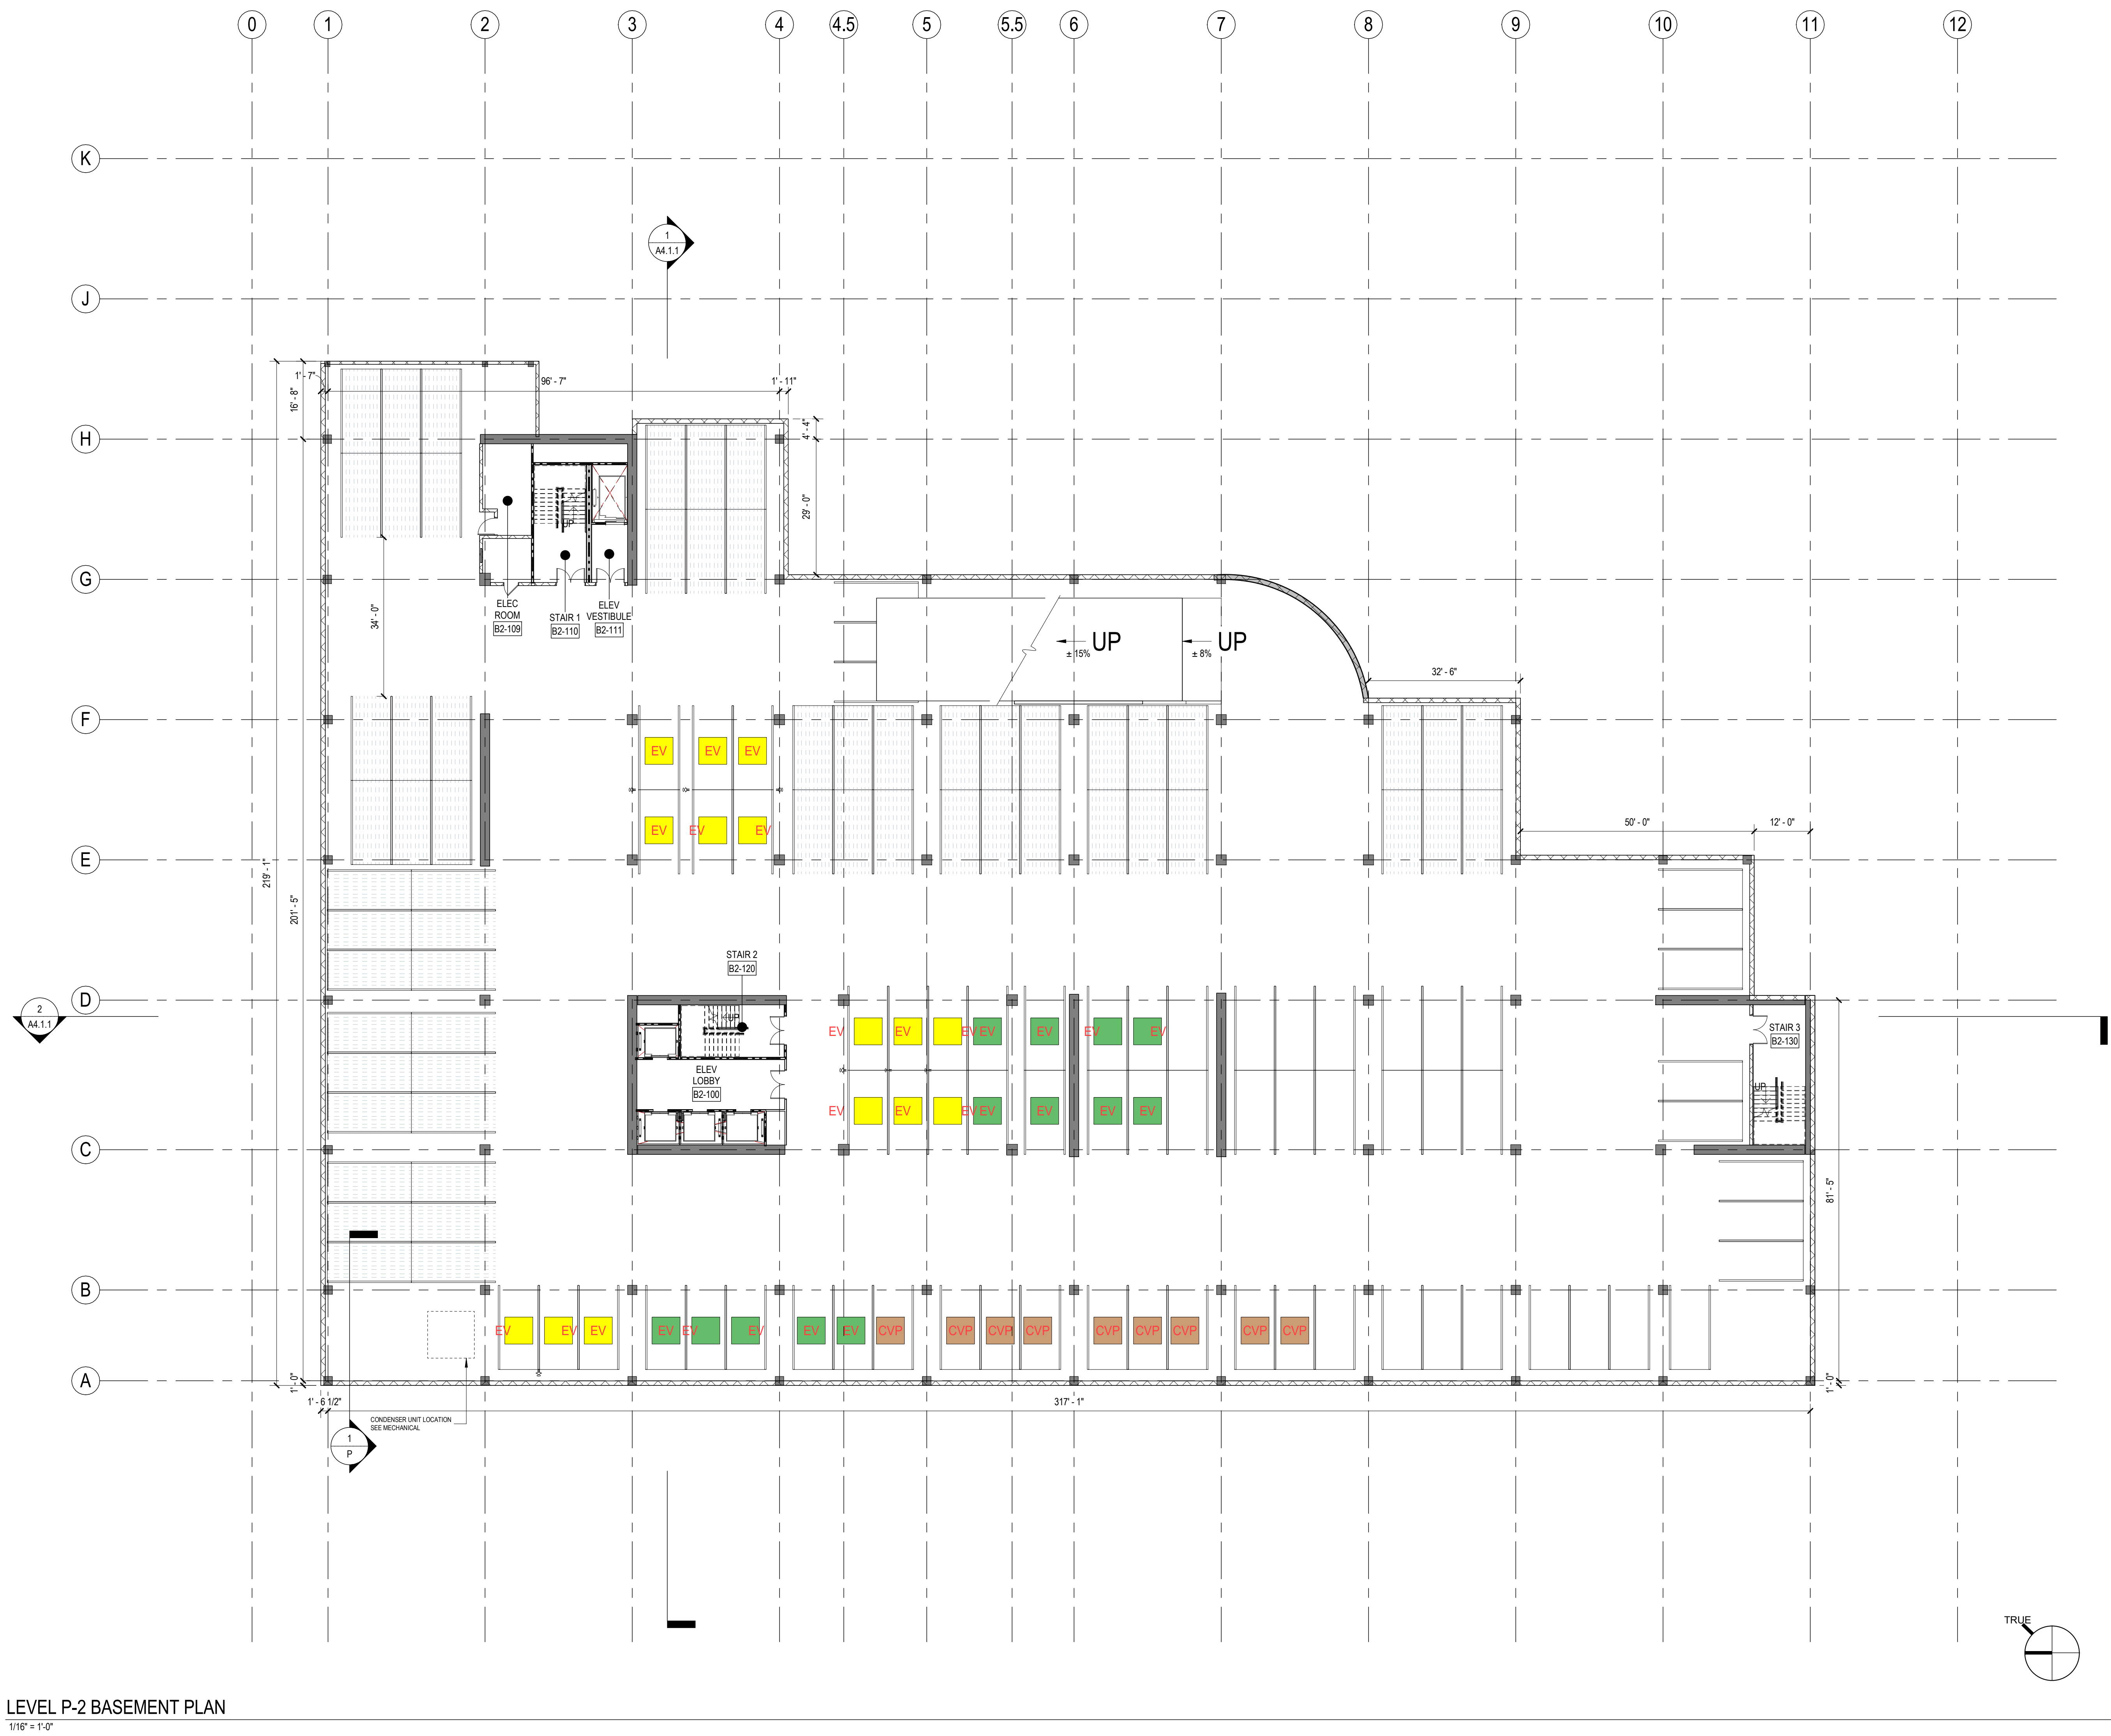 0 1 2 3 4 4.5 5 5.5 6 7 8 9 10 11 12
K
1
A4.1.1
J
1' - 7"
96' - 7"
1' - 11"
16' - 8"
4' - 4"
H
29' - 0"
UP
G
ELEC
ROOM
B2-109
STAIR 1
B2-110
ELEV
VESTIBULE
B2-111
34' - 0"
UP
± 15%
UP
± 8%
32' - 6"
F
EV EV EV
EV EV EV
50' - 0"
12' - 0"
E
219' - 1"
201' - 5"
STAIR 2
B2-120
D
2
A4.1.1
UP
EV EV EV EV EV EV EV
STAIR 3
B2-130
ELEV
LOBBY
B2-100
UP
EV EV EV EV EV EV EV
C
81' - 5"
B
EV EV EV EV EV EV EV EV CVP CVP CVP CVP CVP CVP CVP CVP CVP
A
1' - 0"
1' - 0"
1' - 6 1/2"
317' - 1"
CONDENSER UNIT LOCATION
SEE MECHANICAL
1
P
TRUE
LEVEL P-2 BASEMENT PLAN
1/16" = 1'-0"